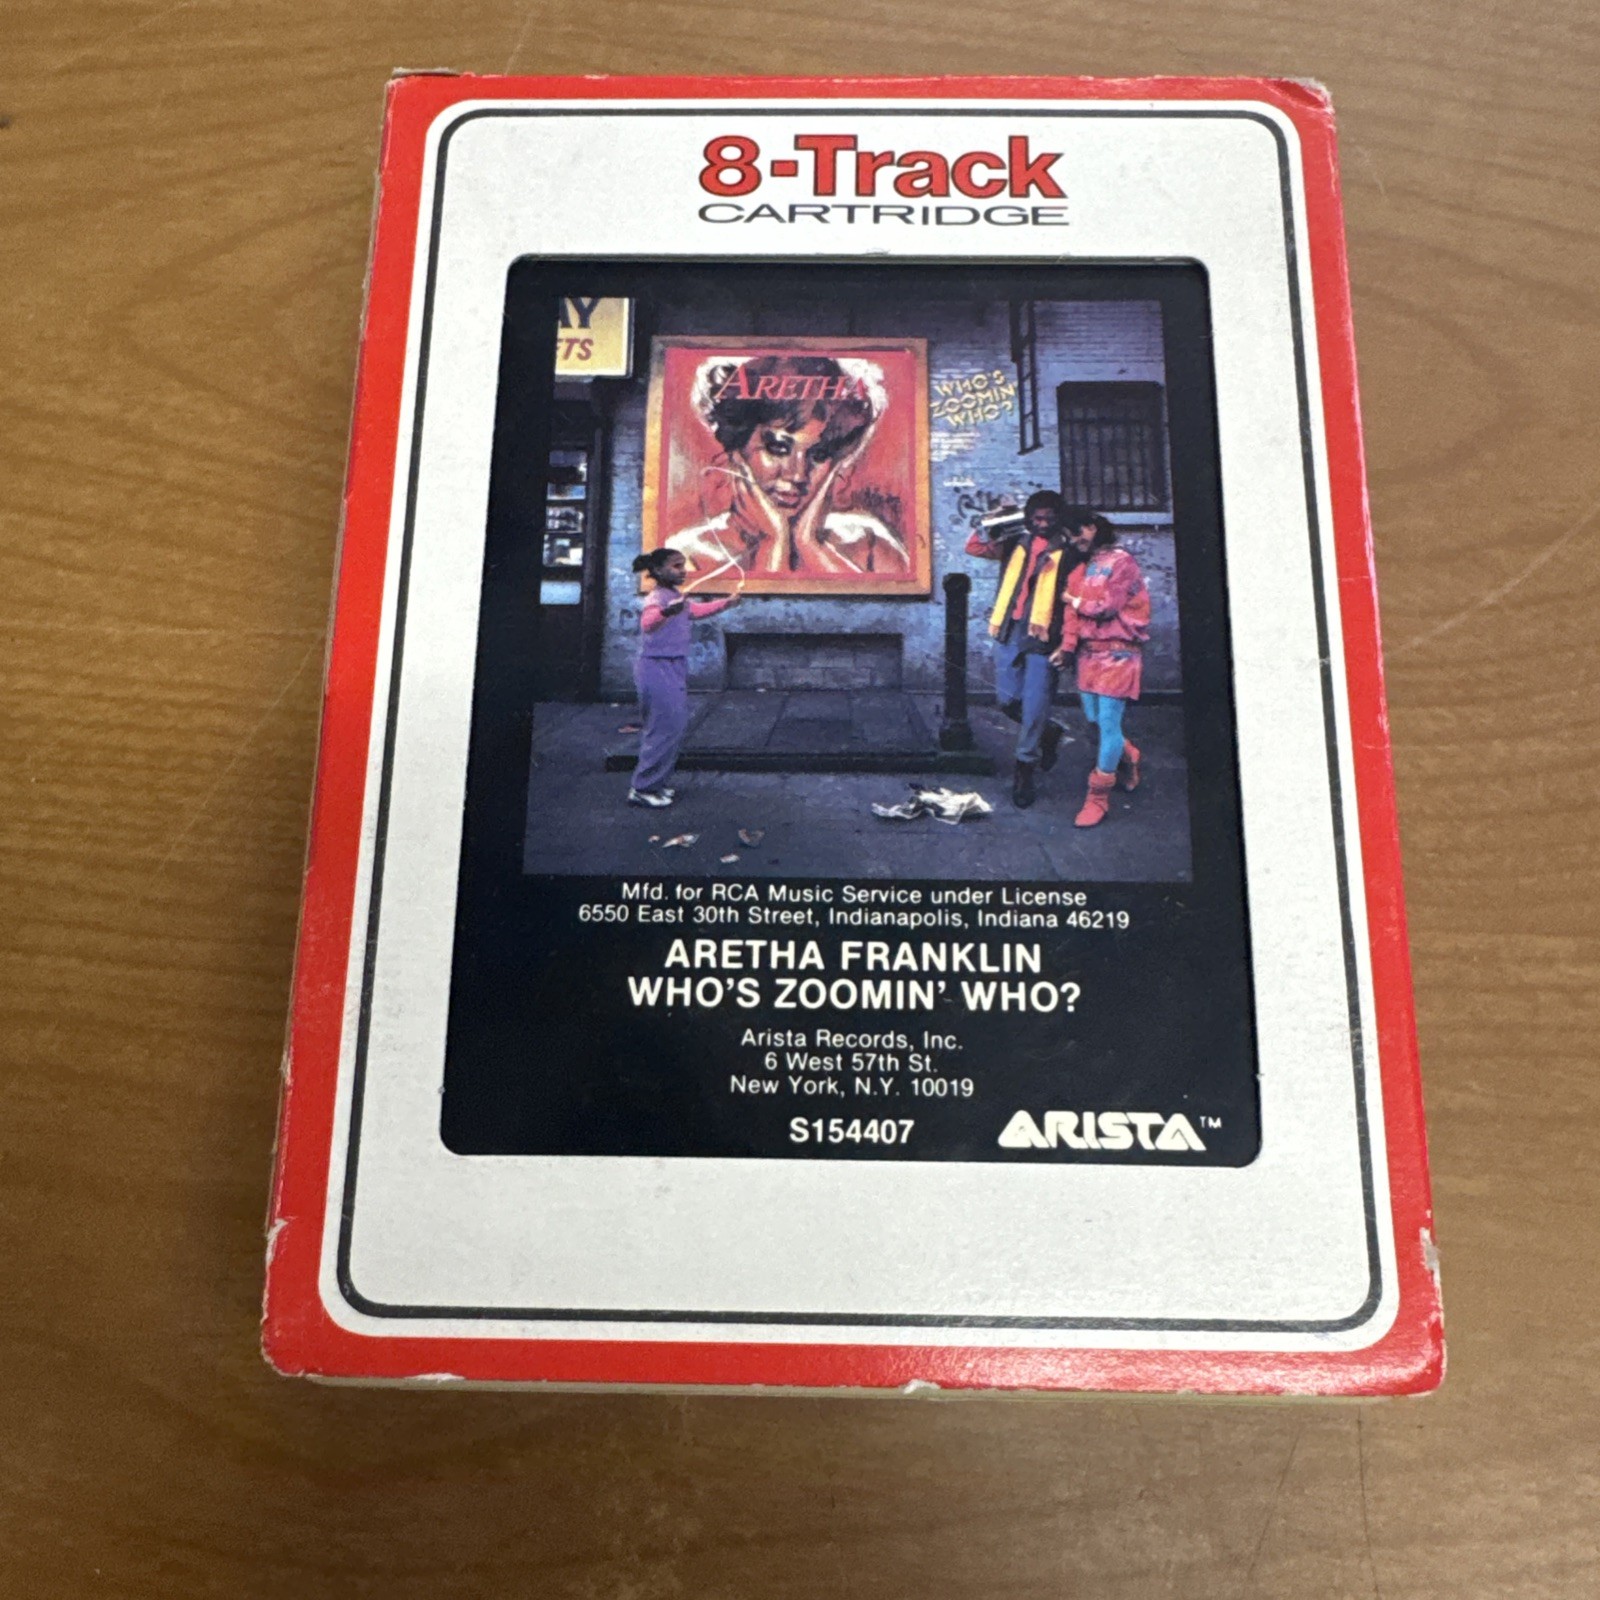 8-Track
CARTRIDGE
AY
ETS
ARETHA
WHO'S
ZOOMIN'
WHO?
Mfd. for RCA Music Service under License
6550 East 30th Street, Indianapolis, Indiana 46219
ARETHA FRANKLIN
WHO'S ZOOMIN' WHO?
Arista Records, Inc.
6 West 57th St.
New York, N.Y. 10019
S154407
ARISTA™